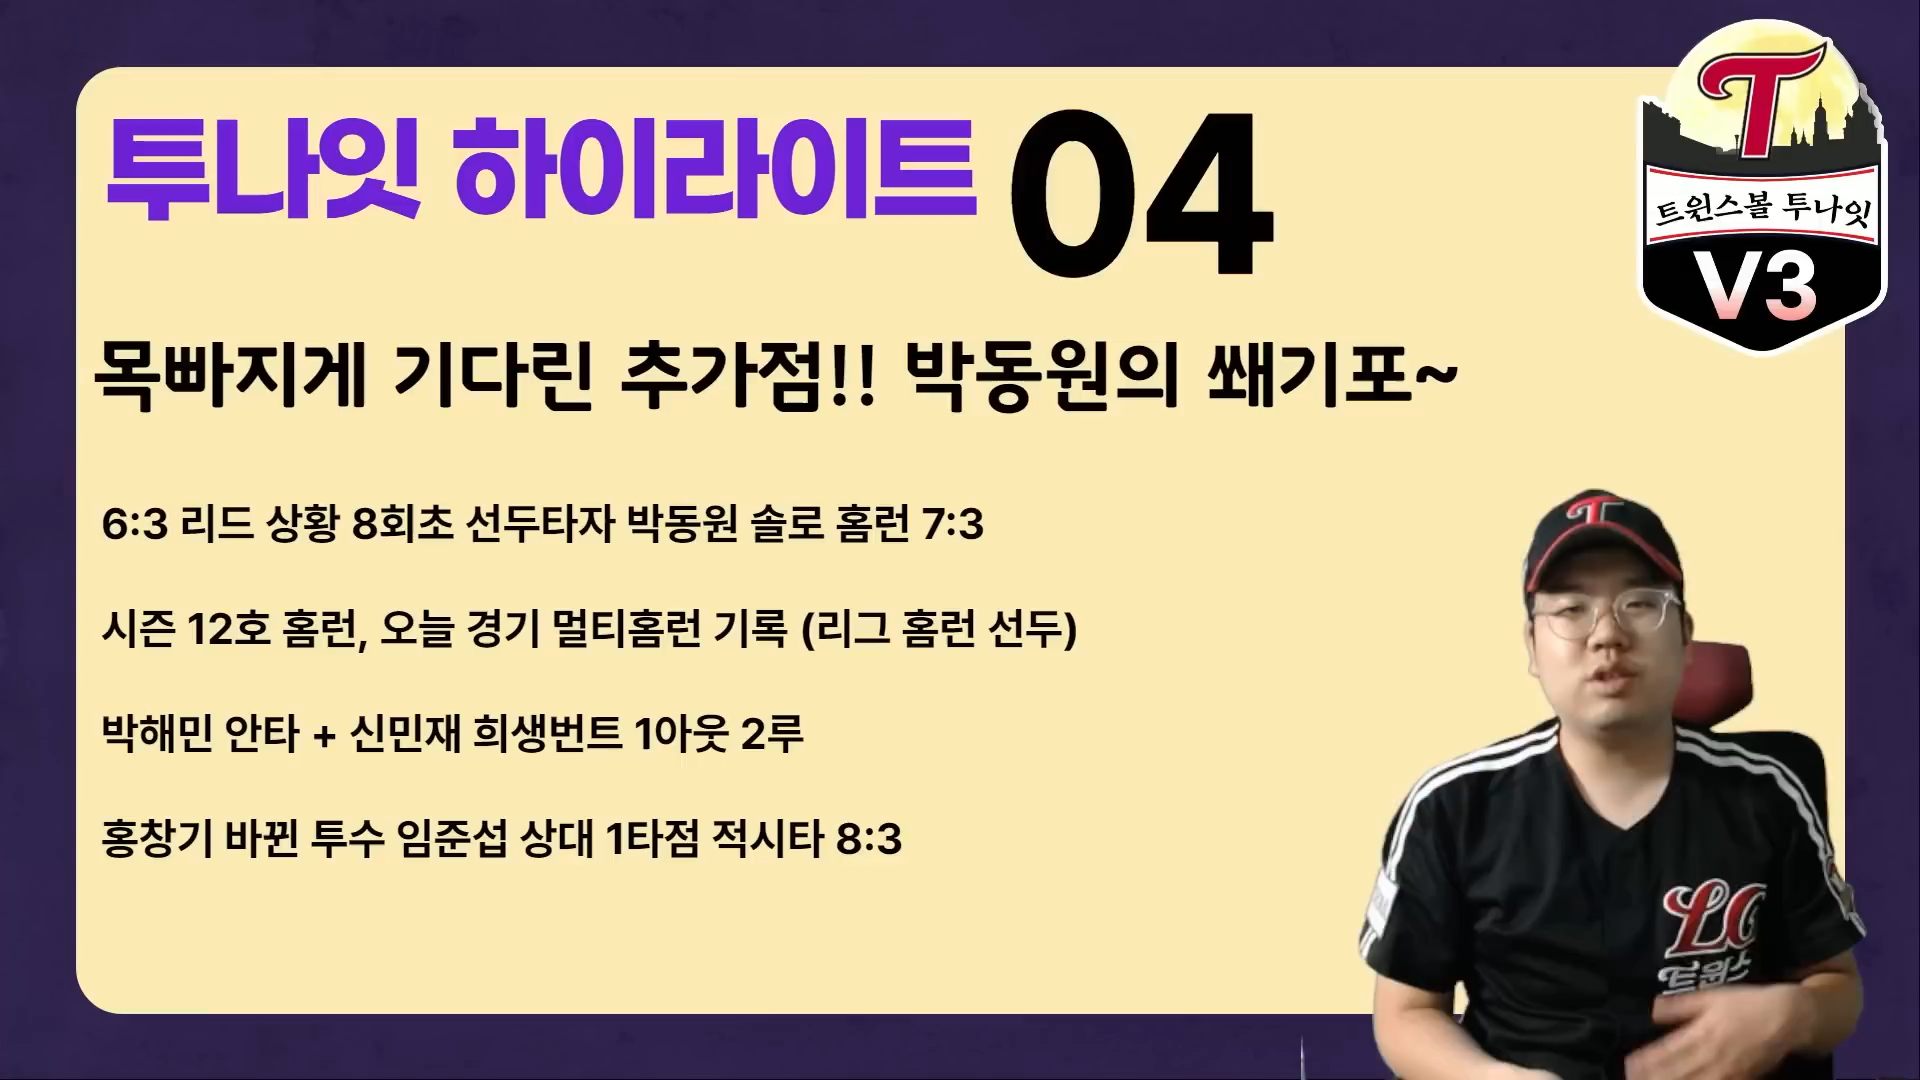 투나잇 하이라이트 04
T
트윈스볼 투나잇
V3
목빠지게 기다린 추가점!! 박동원의 쐐기포~
6:3 리드 상황 8회초 선두타자 박동원 솔로 홈런 7:3
시즌 12호 홈런, 오늘 경기 멀티홈런 기록 (리그 홈런 선두)
박해민 안타 + 신민재 희생번트 1아웃 2루
홍창기 바뀐 투수 임준섭 상대 1타점 적시타 8:3
T
LG
트윈스